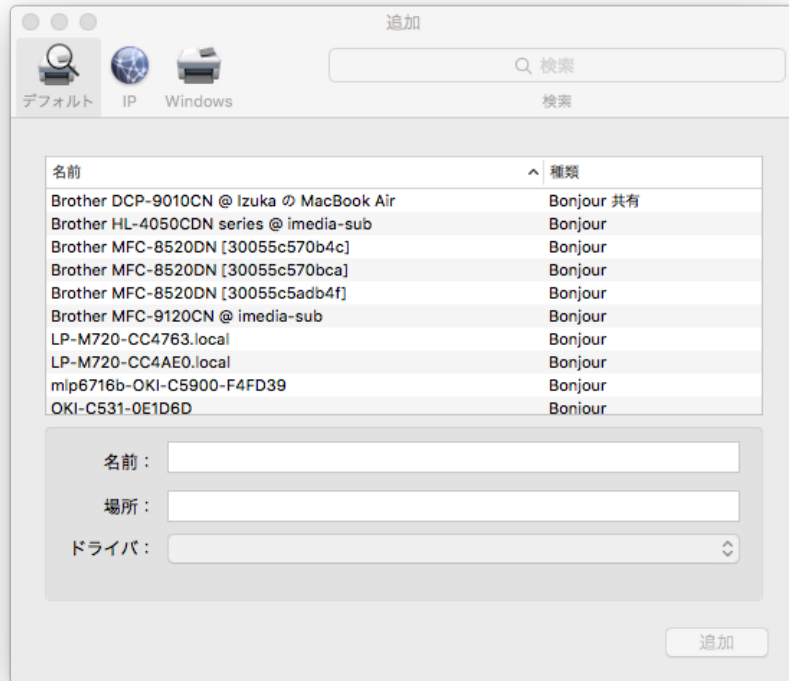 追加
デフォルト IP Windows
検索
検索
名前 種類
Brother DCP-9010CN @ Izuka の MacBook Air Bonjour 共有
Brother HL-4050CDN series @ imedia-sub Bonjour
Brother MFC-8520DN [30055c570b4c] Bonjour
Brother MFC-8520DN [30055c570bca] Bonjour
Brother MFC-8520DN [30055c5adb4f] Bonjour
Brother MFC-9120CN @ imedia-sub Bonjour
LP-M720-CC4763.local Bonjour
LP-M720-CC4AE0.local Bonjour
mlp6716b-OKI-C5900-F4FD39 Bonjour
OKI-C531-0E1D6D Bonjour
名前：
場所：
ドライバ：
追加